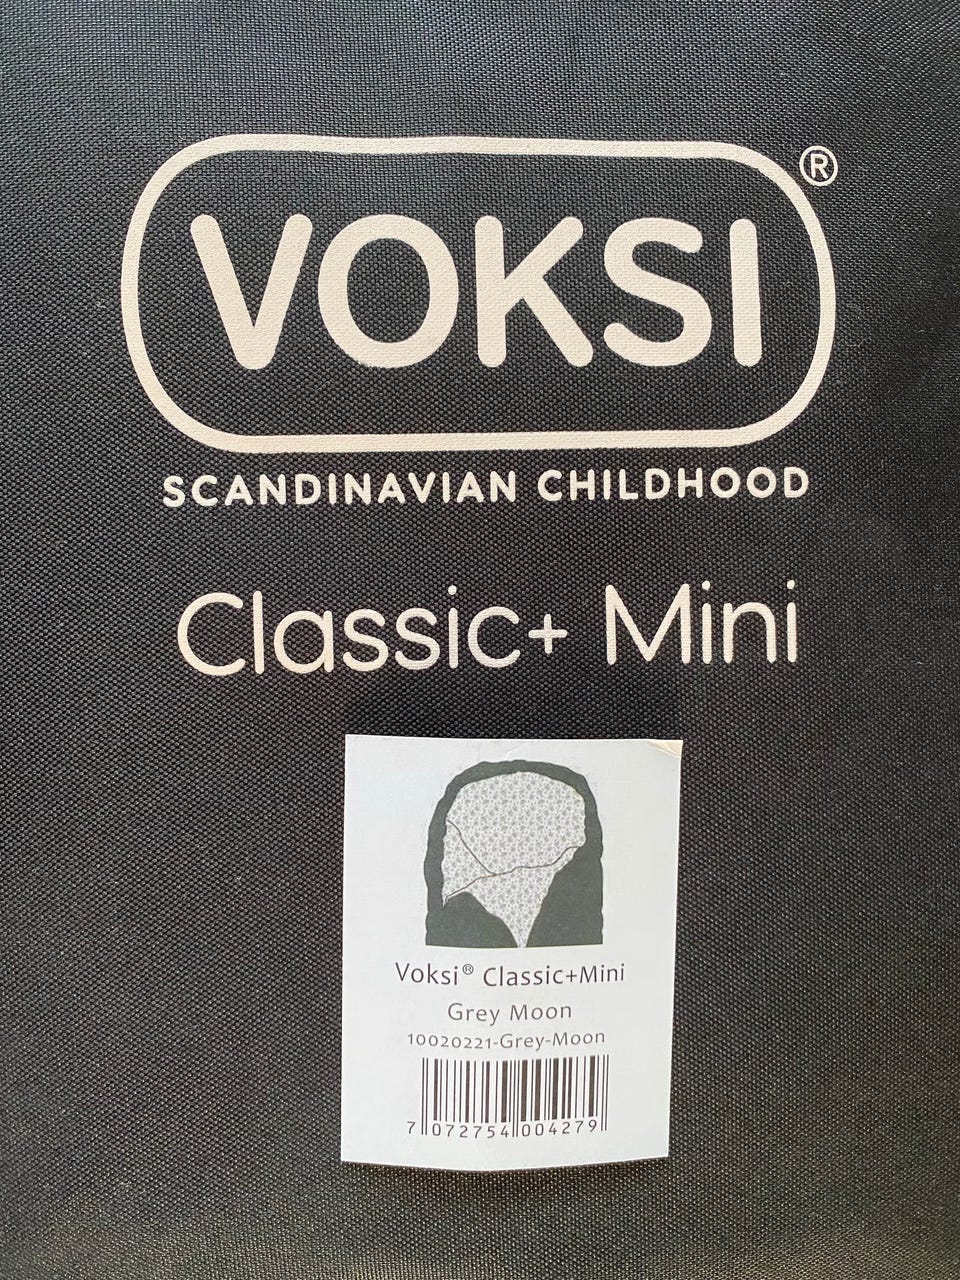 VOKSI®
SCANDINAVIAN CHILDHOOD
Classic+ Mini
Voksi® Classic+Mini
Grey Moon
10020221-Grey-Moon
7 072754 004279